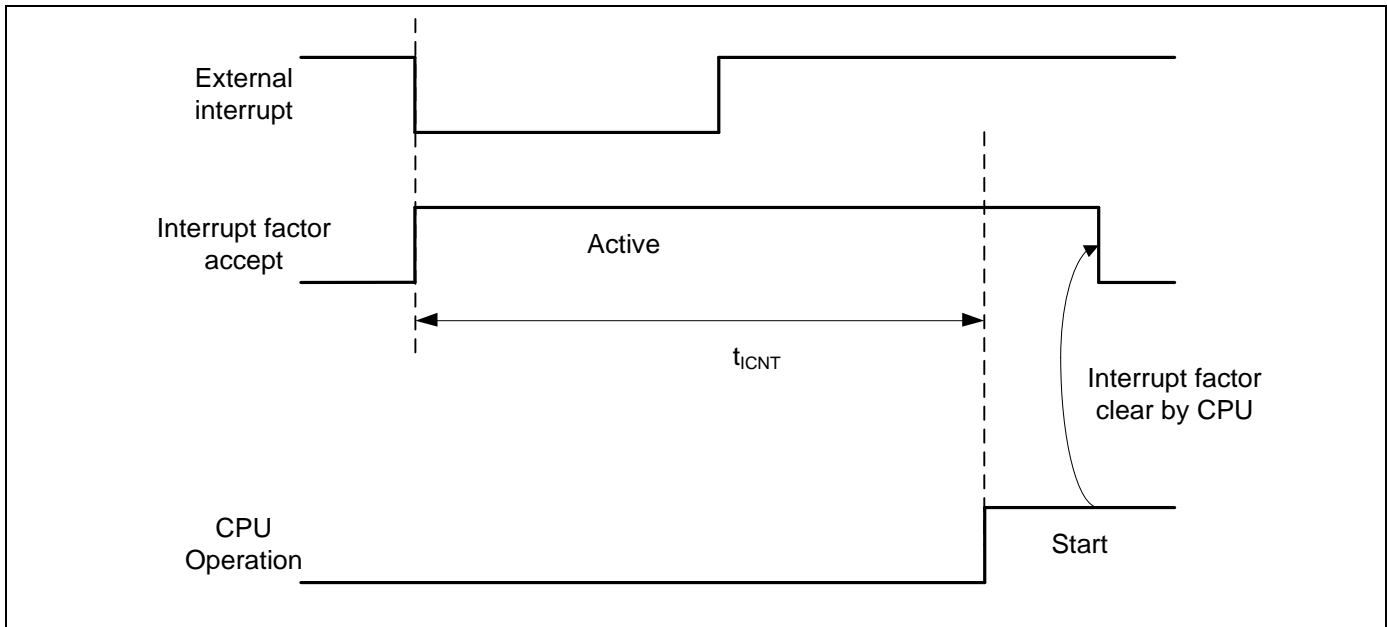 External
interrupt
Interrupt factor
accept
Active
tICNT
Interrupt factor
clear by CPU
CPU
Operation
Start